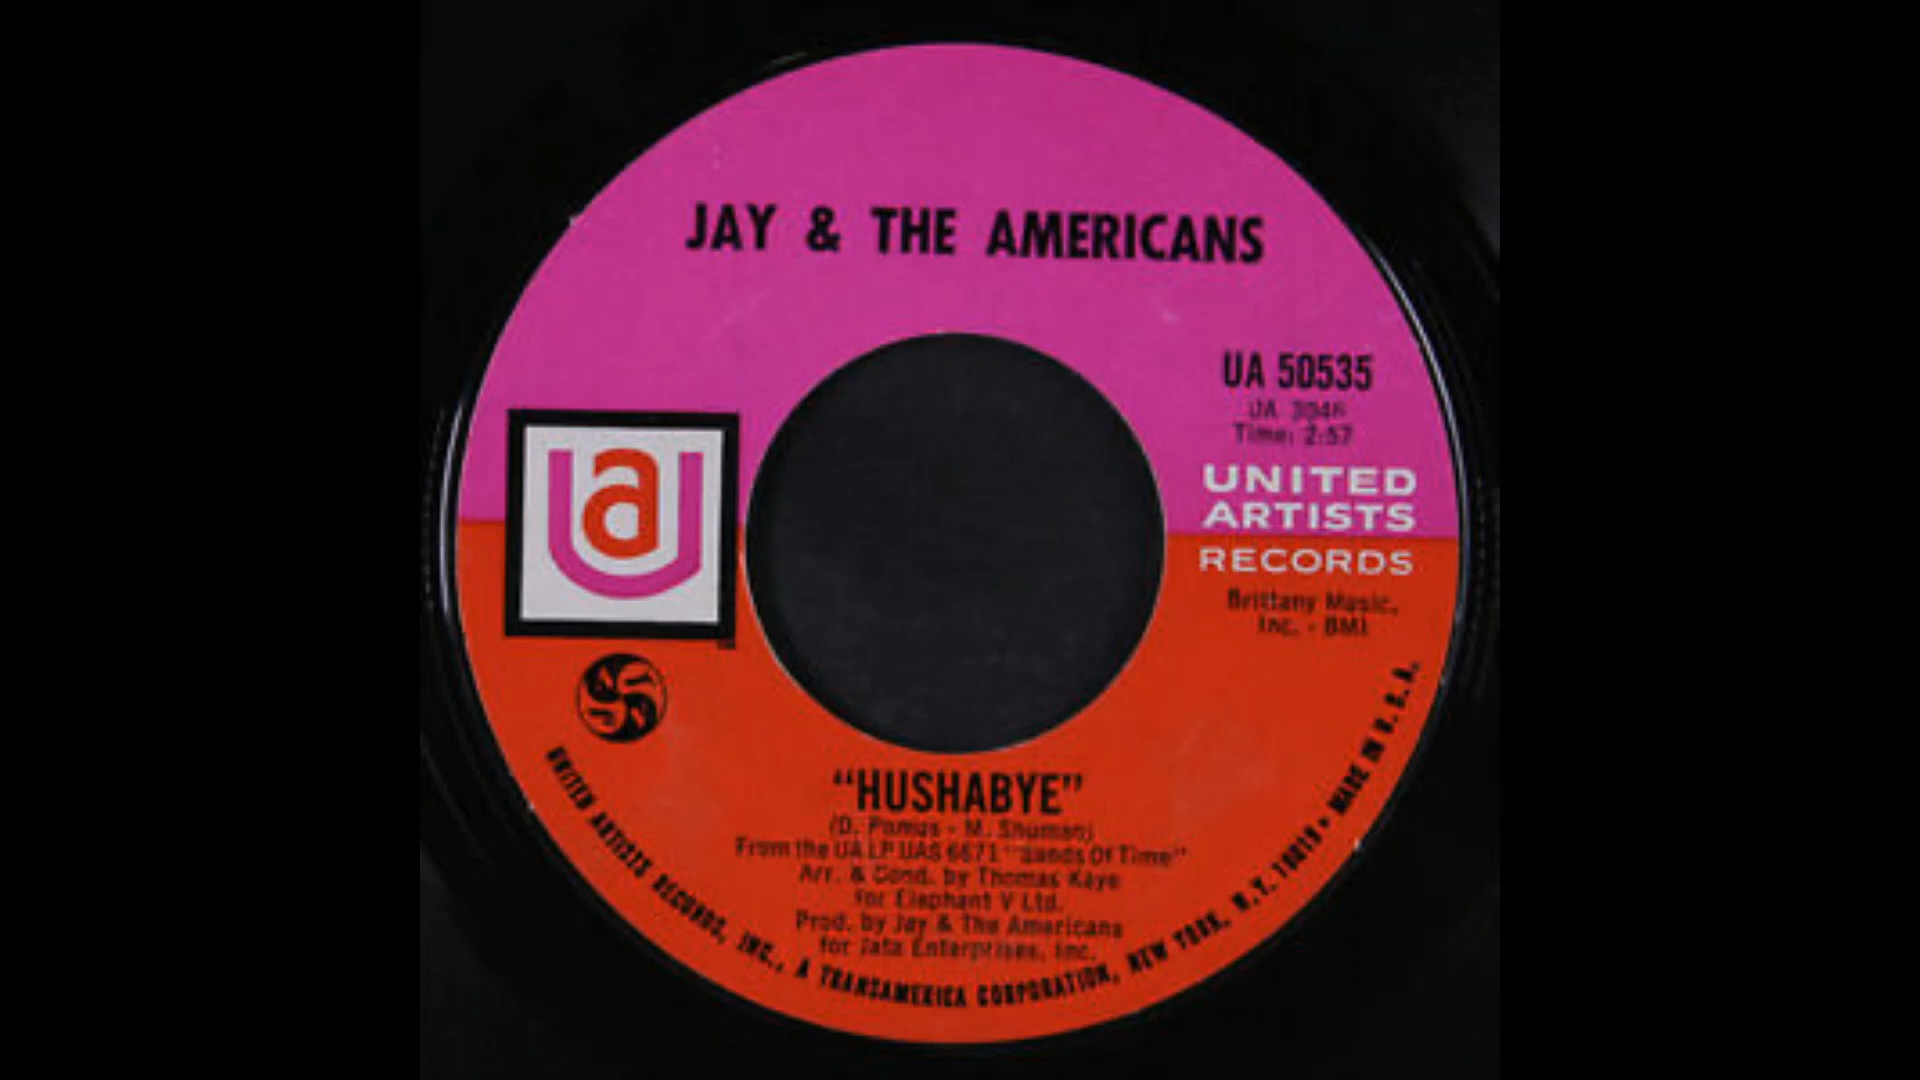 JAY & THE AMERICANS
UA 50535
UA 3046
Time: 2:57
ua
UNITED
ARTISTS
RECORDS
Brittany Music,
Inc. - BMI
"HUSHABYE"
(D. Pomus - M. Shuman)
From the UA LP UAS 6671 "Sands Of Time"
Arr. & Cond. by Thomas Kaye
for Elephant V Ltd.
Prod. by Jay & The Americans
for Jata Enterprises, Inc.
UNITED ARTISTS RECORDS, INC., A TRANSAMERICA CORPORATION, NEW YORK, N.Y. 10019 • MADE IN U.S.A.